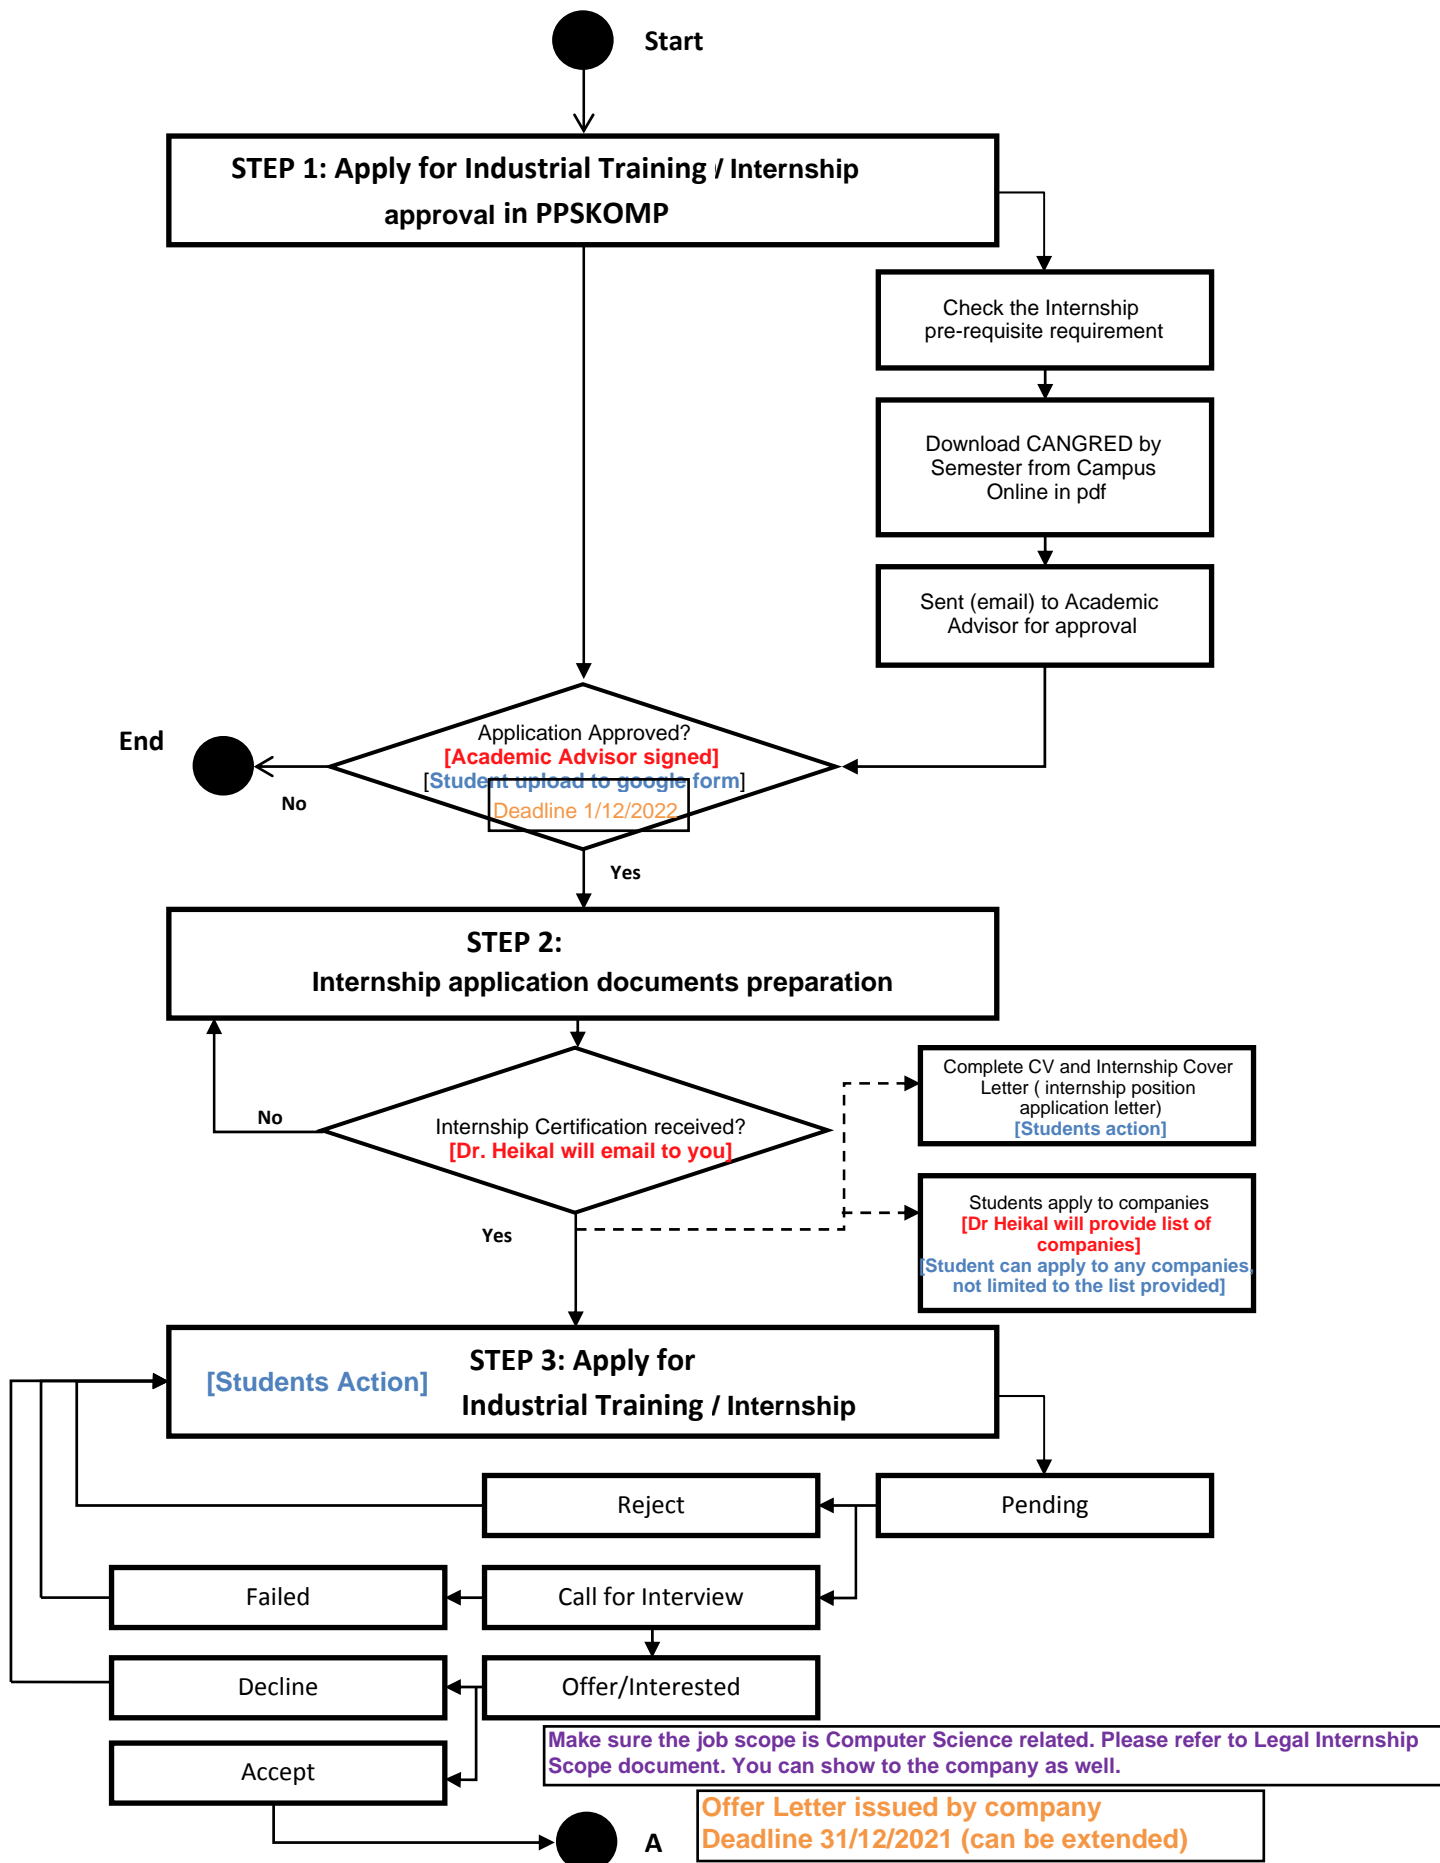 Start
STEP 1: Apply for Industrial Training / Internship
approval in PPSKOMP
Check the Internship
pre-requisite requirement
Download CANGRED by
Semester from Campus
Online in pdf
Sent (email) to Academic
Advisor for approval
End
Application Approved?
[Academic Advisor signed]
[Student upload to google form]
Deadline 1/12/2022
No
Yes
STEP 2:
Internship application documents preparation
Complete CV and Internship Cover
Letter ( internship position
application letter)
[Students action]
No
Internship Certification received?
[Dr. Heikal will email to you]
Students apply to companies
[Dr Heikal will provide list of
companies]
[Student can apply to any companies,
not limited to the list provided]
Yes
STEP 3: Apply for
[Students Action]
Industrial Training / Internship
Reject
Pending
Failed
Call for Interview
Decline
Offer/Interested
Make sure the job scope is Computer Science related. Please refer to Legal Internship
Scope document. You can show to the company as well.
Accept
Offer Letter issued by company
Deadline 31/12/2021 (can be extended)
A